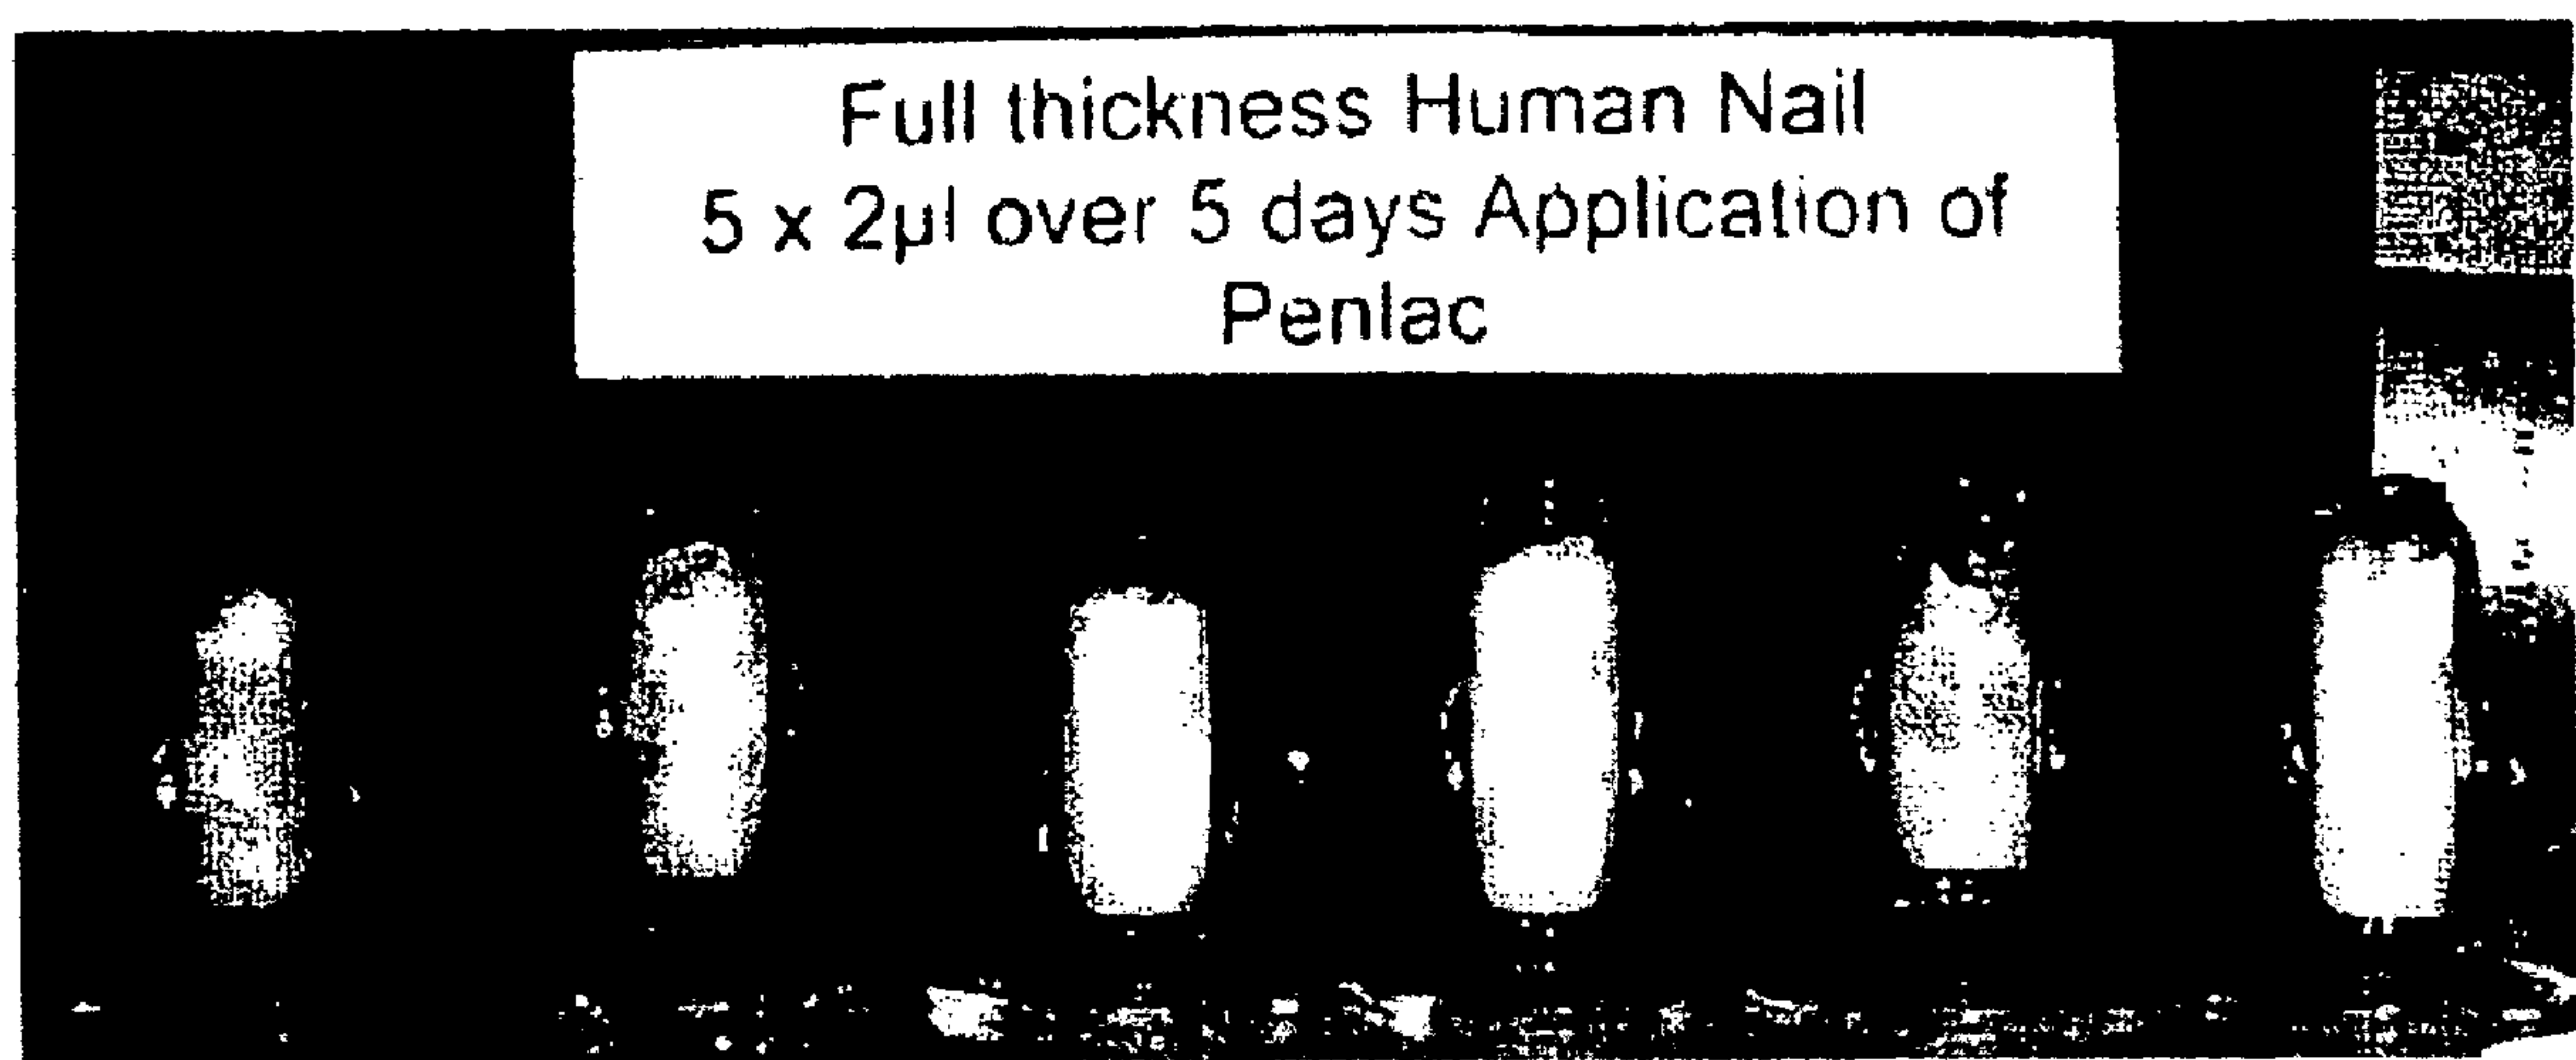 Full thickness Human Nail
5 x 2µl over 5 days Application of
Penlac